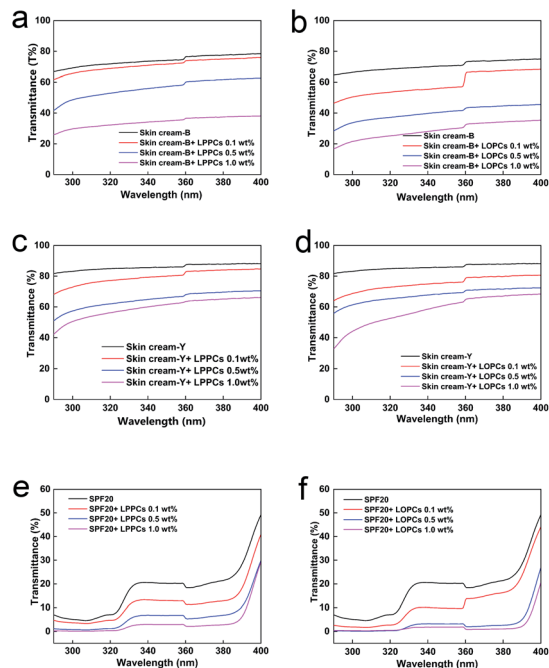 a
100
80
60
40
20
0
Transmittance (T%)
Skin cream-B
Skin cream-B+ LPPCs 0.1 wt%
Skin cream-B+ LPPCs 0.5 wt%
Skin cream-B+ LPPCs 1.0 wt%
300 320 340 360 380 400
Wavelength (nm)
b
100
80
60
40
20
0
Transmittance (%)
Skin cream-B
Skin cream-B+ LOPCs 0.1 wt%
Skin cream-B+ LOPCs 0.5 wt%
Skin cream-B+ LOPCs 1.0 wt%
300 320 340 360 380 400
Wavelength (nm)
c
100
80
60
40
20
0
Transmittance (%)
Skin cream-Y
Skin cream-Y+ LPPCs 0.1wt%
Skin cream-Y+ LPPCs 0.5wt%
Skin cream-Y+ LPPCs 1.0wt%
300 320 340 360 380 400
Wavelength (nm)
d
100
80
60
40
20
0
Transmittance (%)
Skin cream-Y
Skin cream-Y+ LOPCs 0.1 wt%
Skin cream-Y+ LOPCs 0.5 wt%
Skin cream-Y+ LOPCs 1.0 wt%
300 320 340 360 380 400
Wavelength (nm)
e
60
50
40
30
20
10
0
Transmittance (%)
SPF20
SPF20+ LPPCs 0.1 wt%
SPF20+ LPPCs 0.5 wt%
SPF20+ LPPCs 1.0 wt%
300 320 340 360 380 400
Wavelength (nm)
f
60
50
40
30
20
10
0
Transmittance (%)
SPF20
SPF20+ LOPCs 0.1 wt%
SPF20+ LOPCs 0.5 wt%
SPF20+ LOPCs 1.0 wt%
300 320 340 360 380 400
Wavelength (nm)